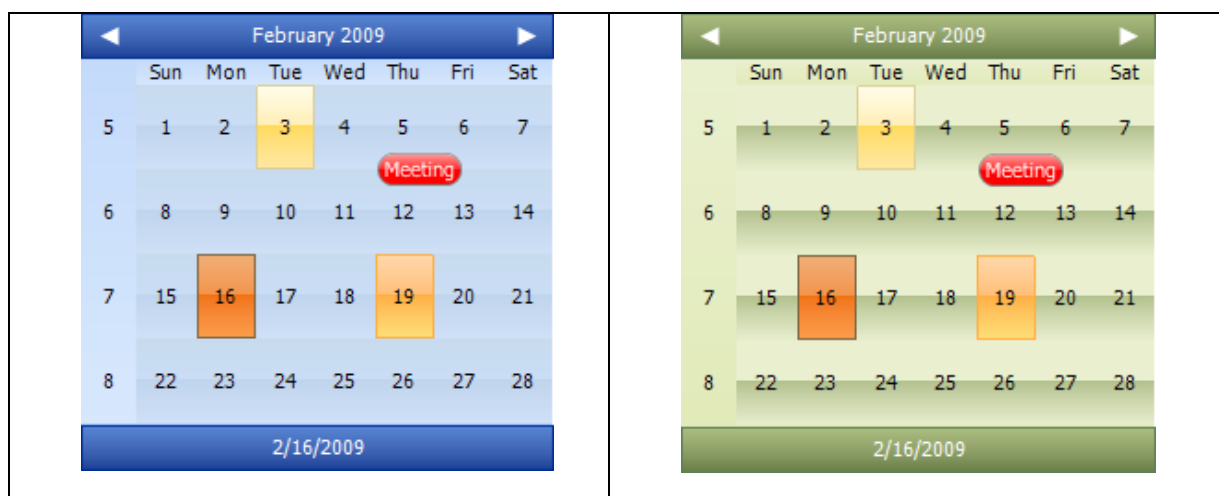 February 2009
Sun Mon Tue Wed Thu Fri Sat
5 1 2 3 4 5 6 7
Meeting
6 8 9 10 11 12 13 14
7 15 16 17 18 19 20 21
8 22 23 24 25 26 27 28
2/16/2009
February 2009
Sun Mon Tue Wed Thu Fri Sat
5 1 2 3 4 5 6 7
Meeting
6 8 9 10 11 12 13 14
7 15 16 17 18 19 20 21
8 22 23 24 25 26 27 28
2/16/2009